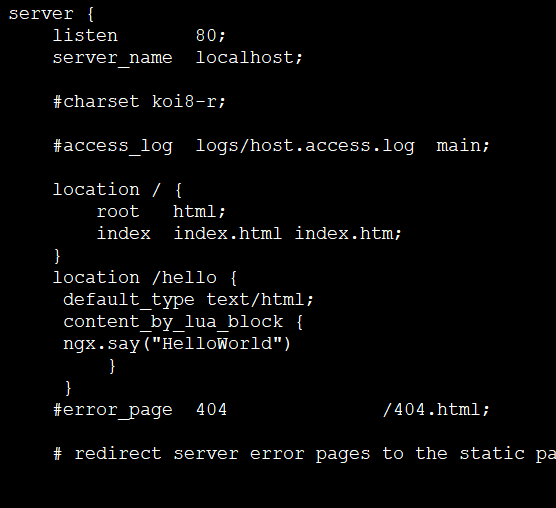 server {
    listen       80;
    server_name  localhost;

    #charset koi8-r;

    #access_log  logs/host.access.log  main;

    location / {
        root   html;
        index  index.html index.htm;
    }
    location /hello {
     default_type text/html;
     content_by_lua_block {
     ngx.say("HelloWorld")
         }
     }
    #error_page  404              /404.html;

    # redirect server error pages to the static pa